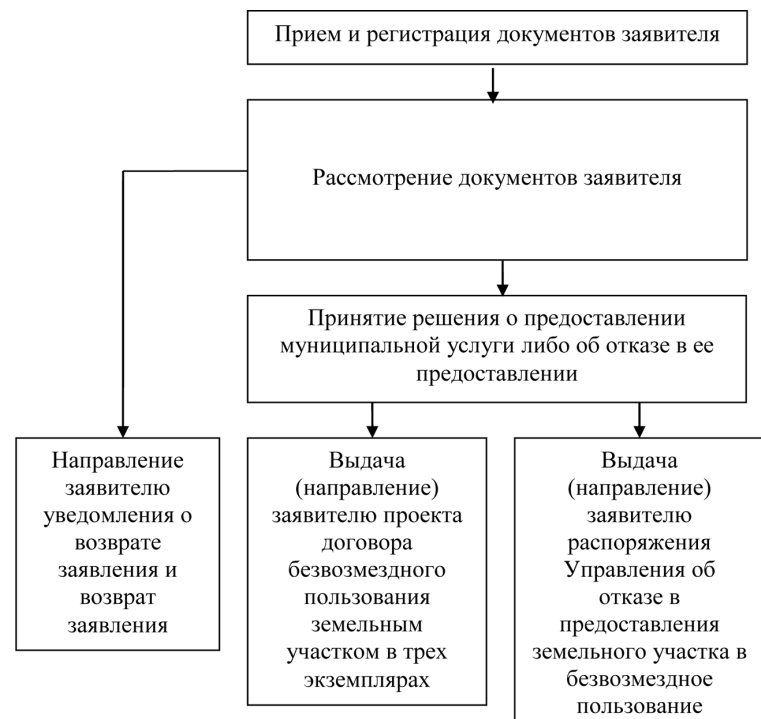 Прием и регистрация документов заявителя
Рассмотрение документов заявителя
Принятие решения о предоставлении
муниципальной услуги либо об отказе в ее
предоставлении
Направление
заявителю
уведомления о
возврате
заявления и
возврат
заявления
Выдача
(направление)
заявителю проекта
договора
безвозмездного
пользования
земельным
участком в трех
экземплярах
Выдача
(направление)
заявителю
распоряжения
Управления об
отказе в
предоставления
земельного участка в
безвозмездное
пользование